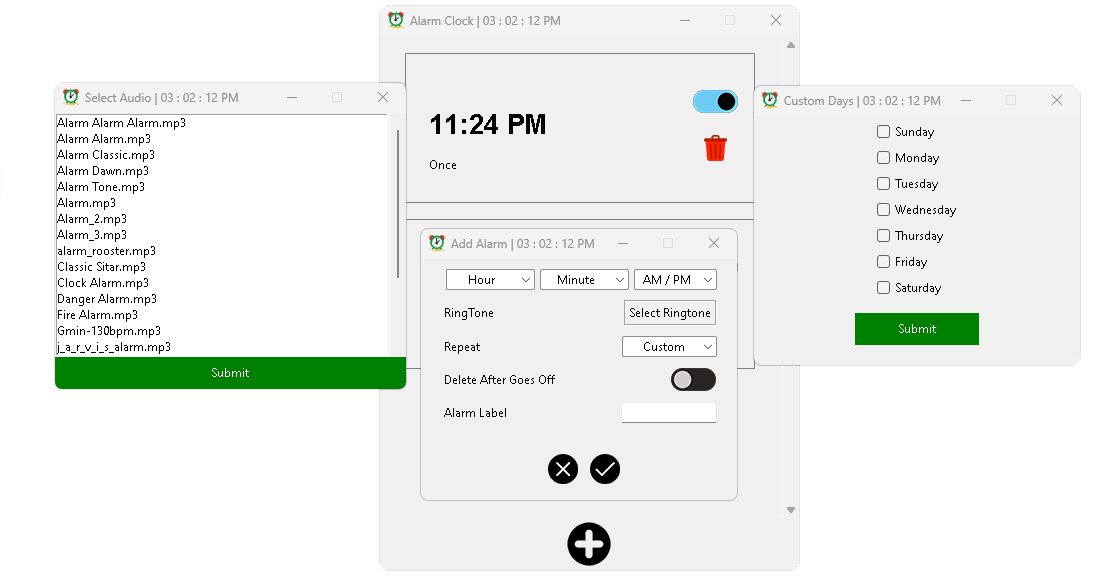 Alarm Clock | 03 : 02 : 12 PM
11:24 PM
Once
Select Audio | 03 : 02 : 12 PM
Alarm Alarm Alarm.mp3
Alarm Alarm.mp3
Alarm Classic.mp3
Alarm Dawn.mp3
Alarm Tone.mp3
Alarm.mp3
Alarm_2.mp3
Alarm_3.mp3
alarm_rooster.mp3
Classic Sitar.mp3
Clock Alarm.mp3
Danger Alarm.mp3
Fire Alarm.mp3
Gmin-130bpm.mp3
j_a_r_v_i_s_alarm.mp3
Submit
Add Alarm | 03 : 02 : 12 PM
Hour Minute AM / PM
RingTone Select Ringtone
Repeat Custom
Delete After Goes Off
Alarm Label
Custom Days | 03 : 02 : 12 PM
Sunday
Monday
Tuesday
Wednesday
Thursday
Friday
Saturday
Submit